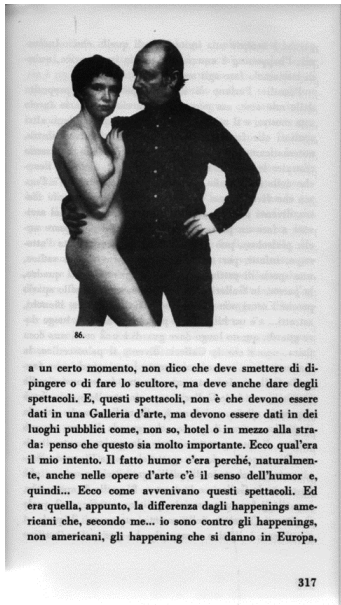 86.
a un certo momento, non dico che deve smettere di di-
pingere o di fare lo scultore, ma deve anche dare degli
spettacoli. E, questi spettacoli, non è che devono essere
dati in una Galleria d'arte, ma devono essere dati in dei
luoghi pubblici come, non so, hotel o in mezzo alla stra-
da: penso che questo sia molto importante. Ecco qual'era
il mio intento. Il fatto humor c'era perché, naturalmen-
te, anche nelle opere d'arte c'è il senso dell'humor e,
quindi... Ecco come avvenivano questi spettacoli. Ed
era quella, appunto, la differenza dagli happenings ame-
ricani che, secondo me... io sono contro gli happenings,
non americani, gli happening che si danno in Europa,
317